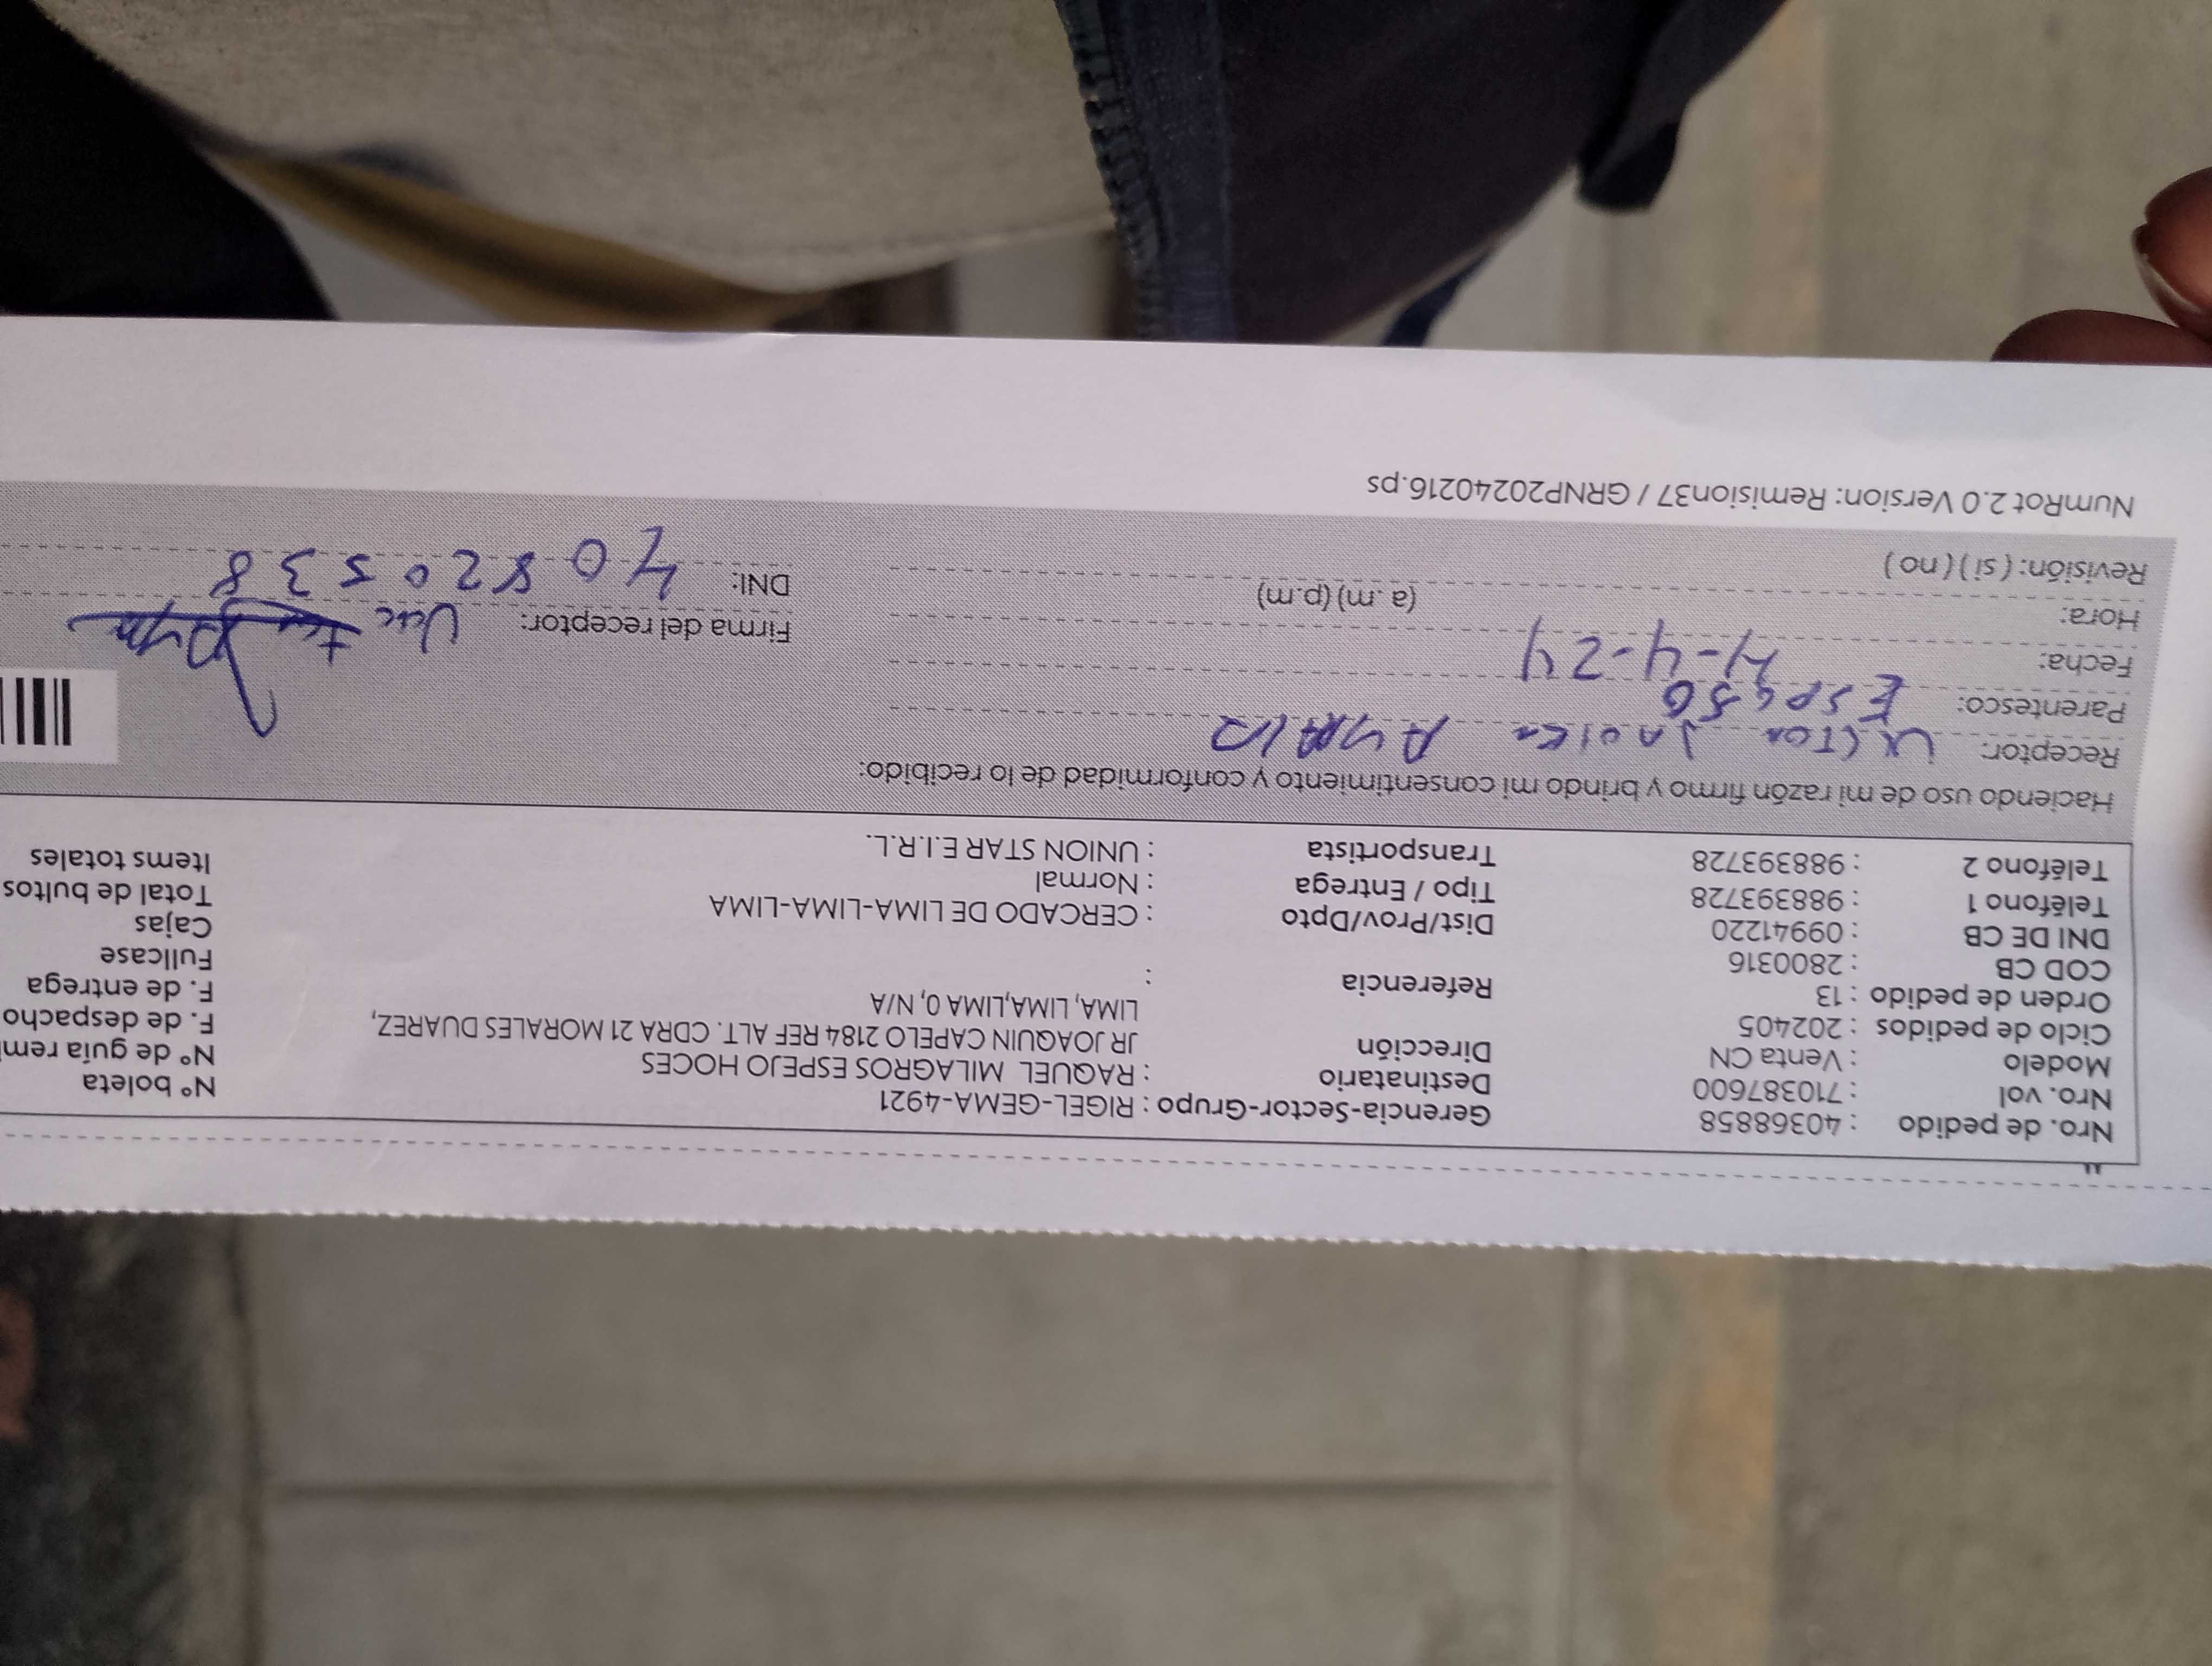 Nro. de pedido : 40368858 Gerencia-Sector-Grupo : RIGEL-GEMA-4921 N° boleta
Nro. vol : 710387600 Destinatario : RAQUEL MILAGROS ESPEJO HOCES N° de guía remi
Modelo : Venta CN Dirección JR JOAQUIN CAPELO 2184 REF ALT. CDRA 21 MORALES DUAREZ, F. de despacho
Ciclo de pedidos : 202405 LIMA, LIMA,LIMA 0, N/A F. de entrega
Orden de pedido : 13 Referencia : Fullcase
COD CB : 2800316 Cajas
DNI DE CB : 09941220 Dist/Prov/Dpto : CERCADO DE LIMA-LIMA-LIMA Total de bultos
Teléfono 1 : 988393728 Tipo / Entrega : Normal Items totales
Teléfono 2 : 988393728 Transportista : UNION STAR E.I.R.L.
Haciendo uso de mi razón firmo y brindo mi consentimiento y conformidad de lo recibido:
Receptor: VICTOR JAVIER
Parentesco: ESPOSO
Fecha: 4-4-24 Firma del receptor:
Hora: (a.m) (p.m) DNI: 40820538
Revisión: ( si ) ( no )
NumRot 2.0 Version: Remision37 / GRNP20240216.ps